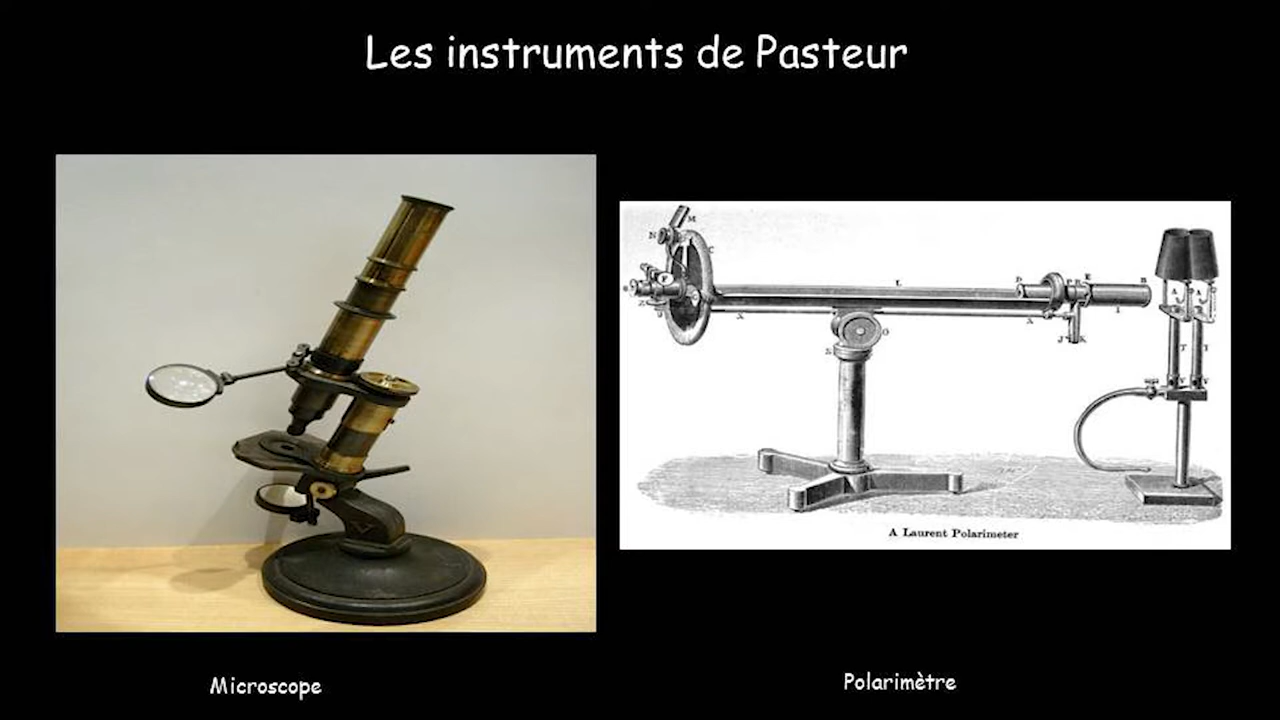 Les instruments de Pasteur
A Laurent Polarimeter
Microscope
Polarimètre